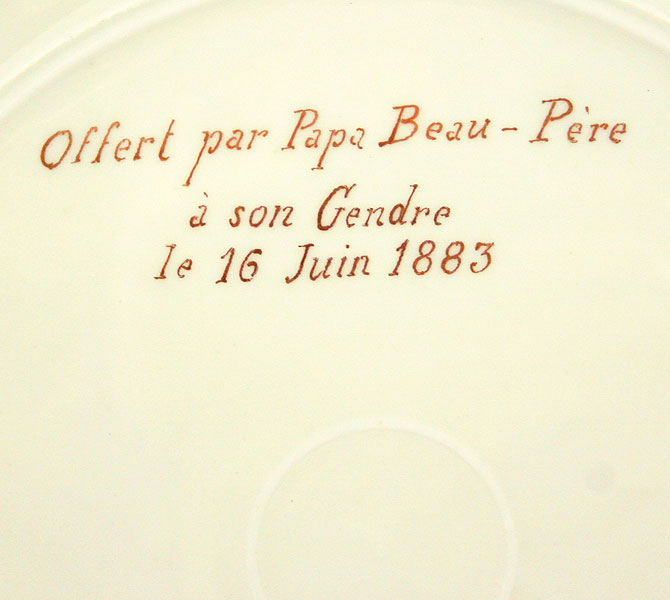 Offert par Papa Beau-Père
à son Gendre
le 16 Juin 1883